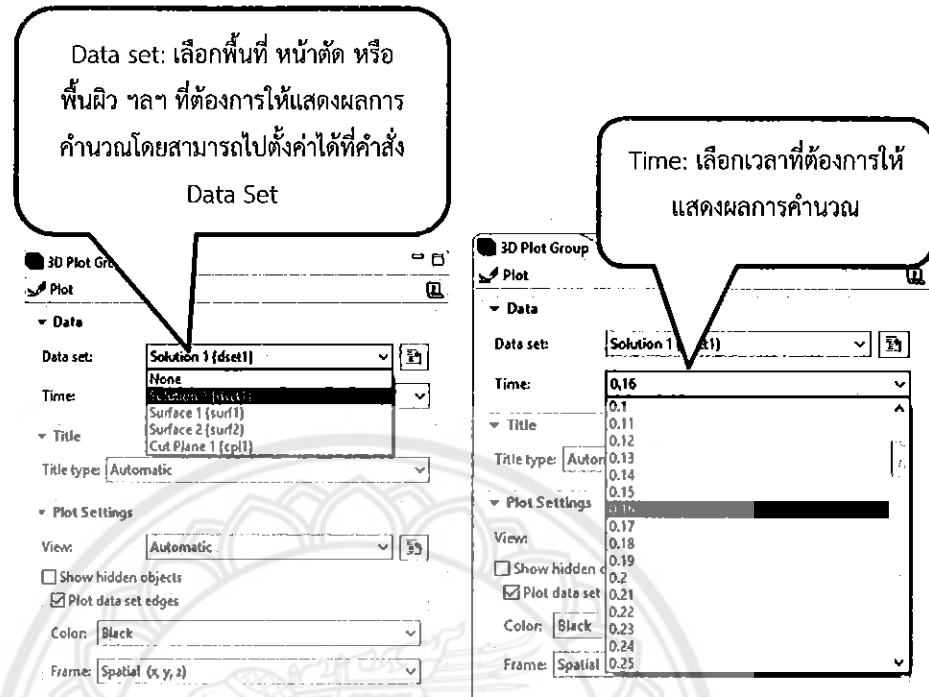 Data set: เลือกพื้นที่ หน้าตัด หรือ
พื้นผิว ฯลฯ ที่ต้องการให้แสดงผลการ
คำนวณโดยสามารถไปตั้งค่าได้ที่คำสั่ง
Data Set
3D Plot
Plot
Data
Data set: Solution 1 (dset1)
None
Solution 1 (dset1)
Surface 1 (surf1)
Surface 2 (surf2)
Cut Plane 1 (cpl1)
Time:
Title
Title type: Automatic
Plot Settings
View: Automatic
Show hidden objects
Plot data set edges
Color: Black
Frame: Spatial (x, y, z)
Time: เลือกเวลาที่ต้องการให้
แสดงผลการคำนวณ
3D Plot Group
Plot
Data
Data set: Solution 1
Time: 0.16
0.1
0.11
0.12
0.13
0.14
0.15
0.16
0.17
0.18
0.19
0.2
0.21
0.22
0.23
0.24
0.25
Title
Title type:
Plot Settings
View:
Show hidden
Plot data set
Color: Black
Frame: Spatial